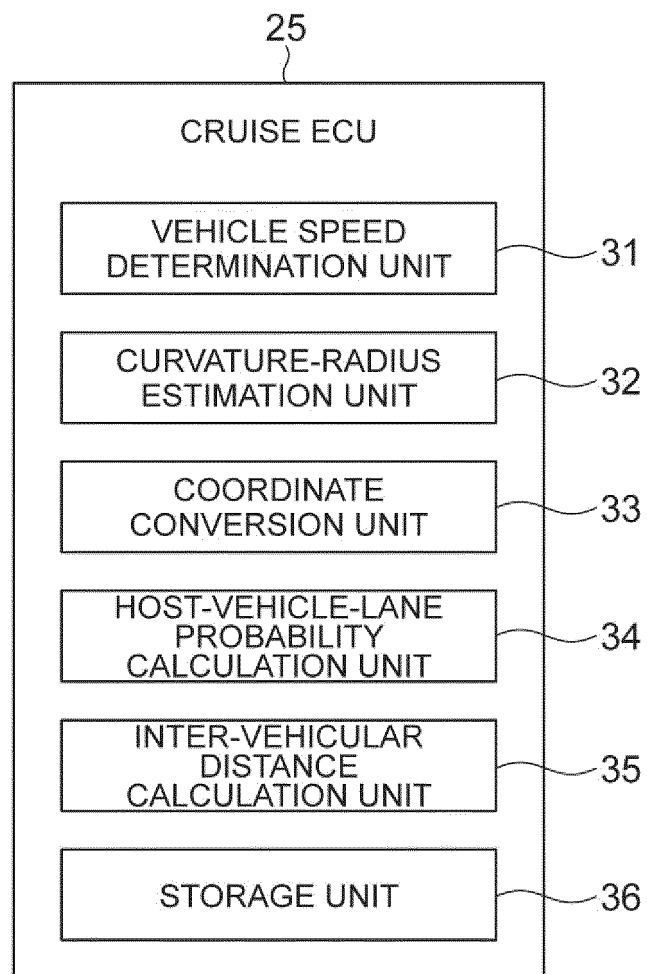 25
CRUISE ECU
VEHICLE SPEED
DETERMINATION UNIT
31
CURVATURE-RADIUS
ESTIMATION UNIT
32
COORDINATE
CONVERSION UNIT
33
HOST-VEHICLE-LANE
PROBABILITY
CALCULATION UNIT
34
INTER-VEHICULAR
DISTANCE
CALCULATION UNIT
35
STORAGE UNIT
36